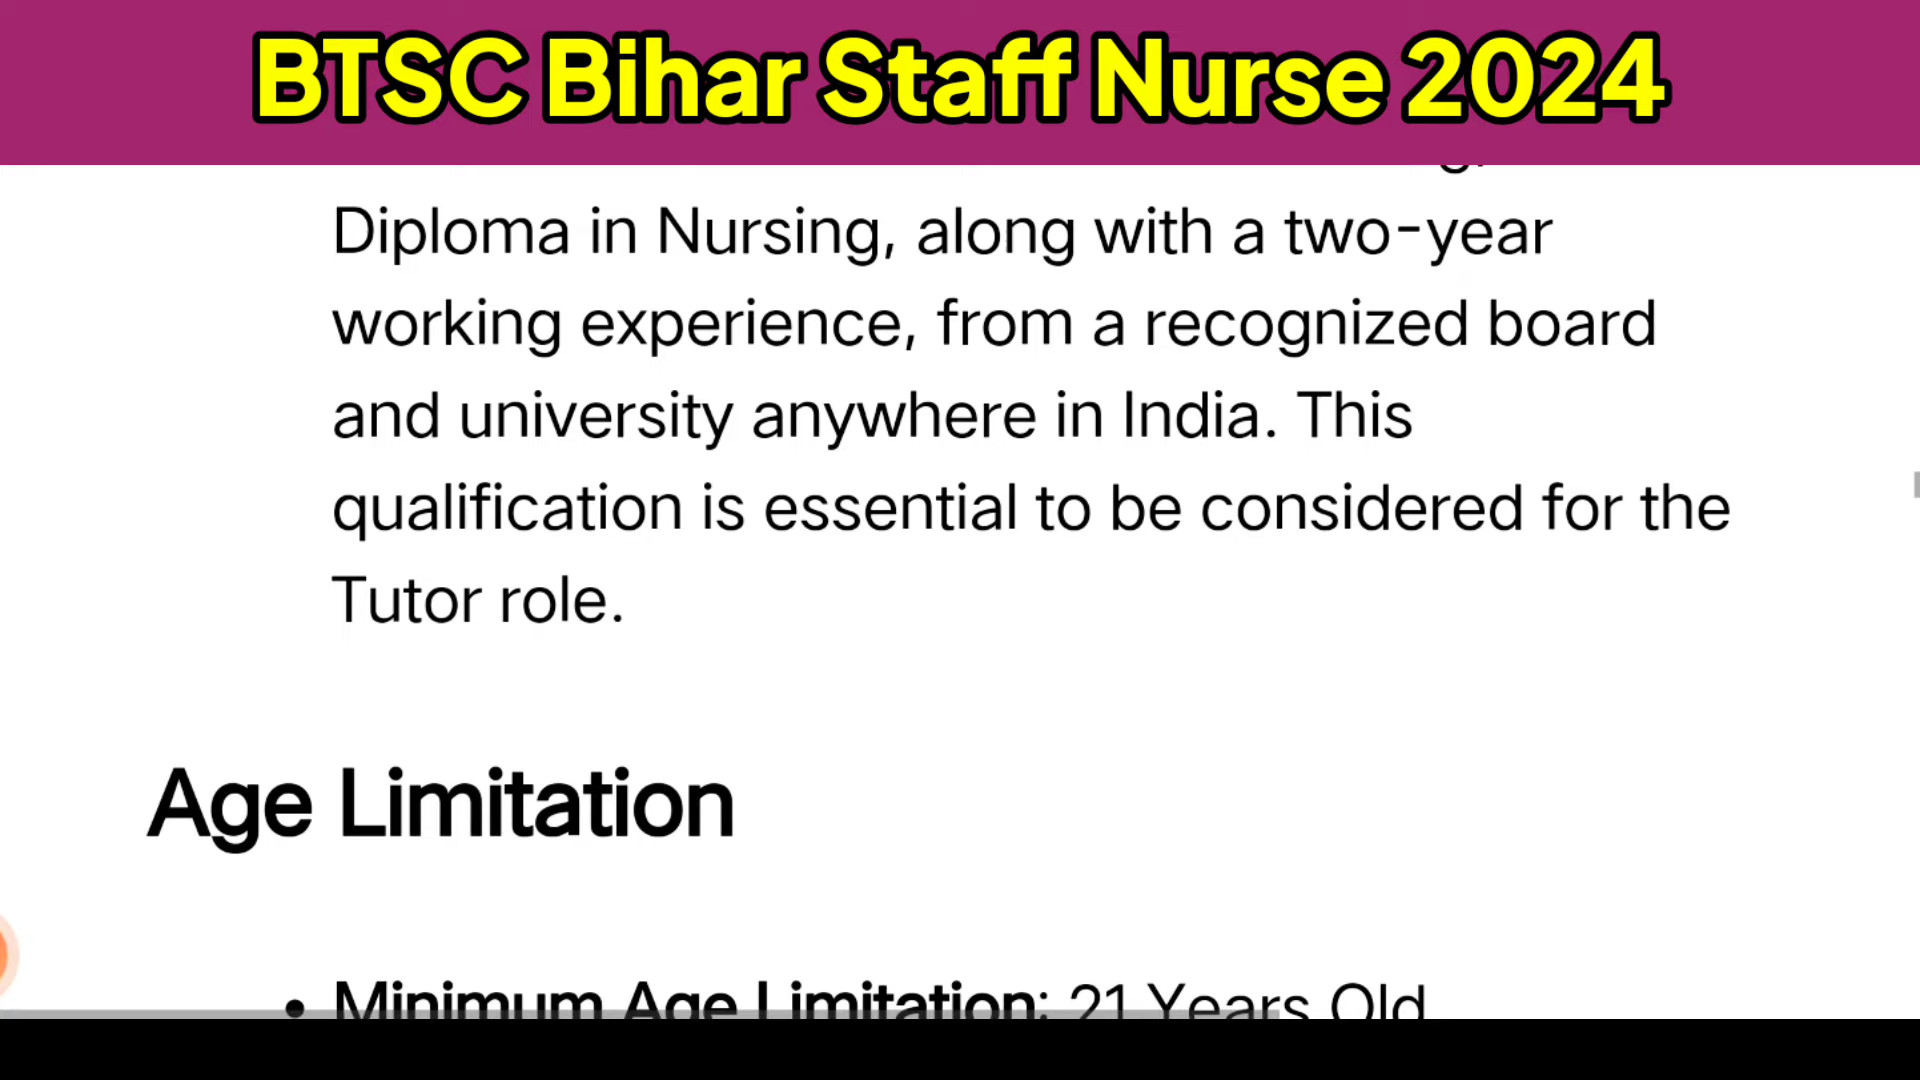 BTSC Bihar Staff Nurse 2024
Diploma in Nursing, along with a two-year
working experience, from a recognized board
and university anywhere in India. This
qualification is essential to be considered for the
Tutor role.
Age Limitation
• Minimum Age Limitation: 21 Years Old